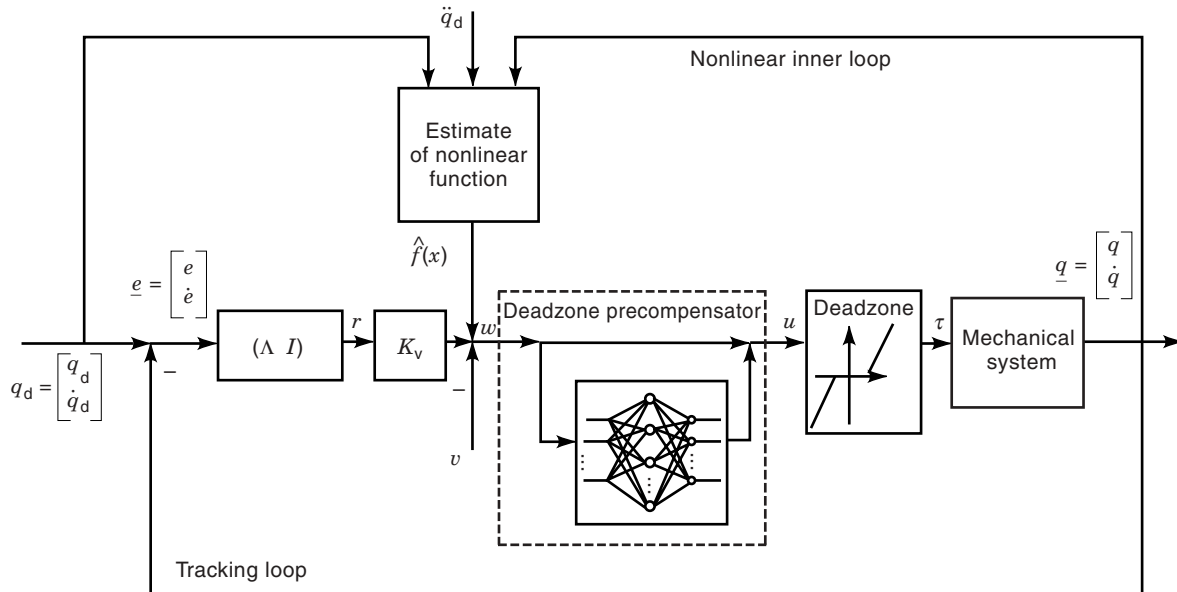 q̈d
Nonlinear inner loop
Estimate
of nonlinear
function
f̂(x)
e = [e ė]
q = [q q̇]
Deadzone precompensator
Deadzone
(Λ I)
r
Kv
w
u
τ
Mechanical
system
−
−
qd = [qd q̇d]
v
Tracking loop